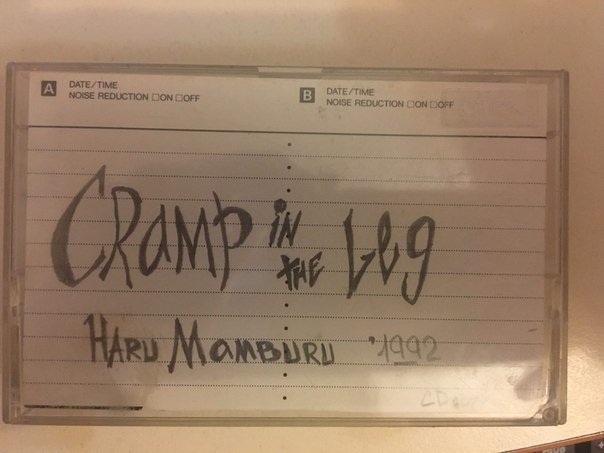 A DATE/TIME
NOISE REDUCTION □ON □OFF
B DATE/TIME
NOISE REDUCTION □ON □OFF
CRAMP iN THE LEg
HARU MAMBURU '1992
CD